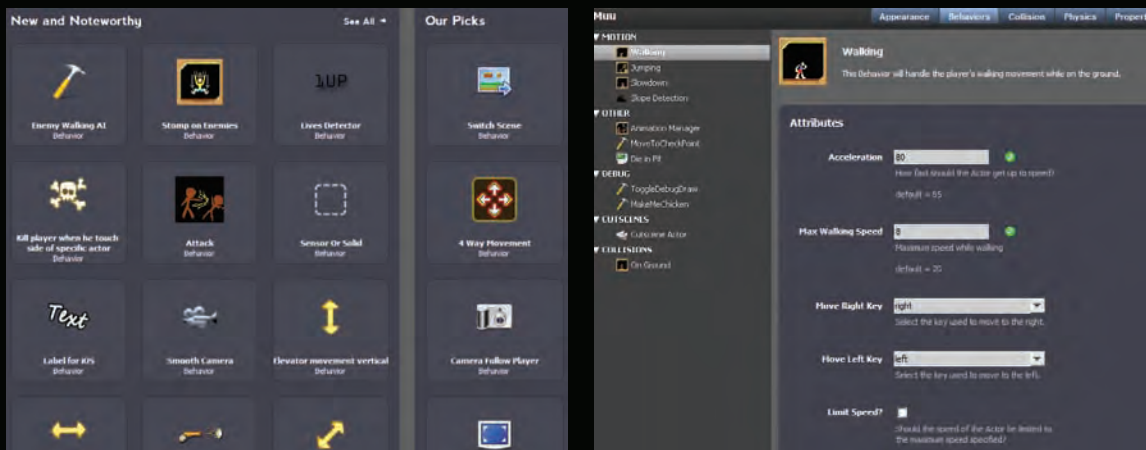 New and Noteworthy
See All
Our Picks
Enemy Walking AI
Behavior
Stomp on Enemies
Behavior
1UP
Lives Detector
Behavior
Switch Scene
Behavior
Kill player when he touch
side of specific actor
Behavior
Attack
Behavior
Sensor Or Solid
Behavior
4 Way Movement
Behavior
Text
Label for iOS
Behavior
Smooth Camera
Behavior
Elevator movement vertical
Behavior
Camera Follow Player
Behavior
Muu
Appearance Behaviors Collision Physics Propert
MOTION
Walking
Jumping
Slowdown
Slope Detection
OTHER
Animation Manager
MoveToCheckPoint
Die in Pit
DEBUG
ToggleDebugDraw
MakeMeChicken
CUTSCENES
Cutscene Actor
COLLISIONS
On Ground
Walking
This Behavior will handle the player's walking movement while on the ground.
Attributes
Acceleration 80
How fast should the Actor get up to speed?
default = 65
Max Walking Speed 8
Maximum speed while walking
default = 20
Move Right Key right
Select the key used to move to the right.
Move Left Key left
Select the key used to move to the left.
Limit Speed?
Should the speed of the Actor be limited to
the maximum speed specified?